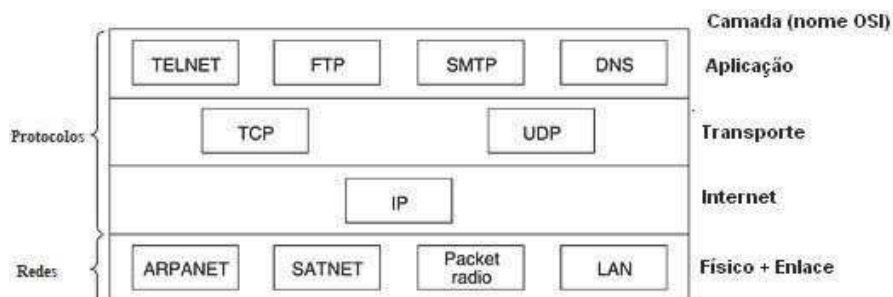 Camada (nome OSI)
TELNET FTP SMTP DNS Aplicação
Protocolos TCP UDP Transporte
IP Internet
Redes ARPANET SATNET Packet radio LAN Físico + Enlace